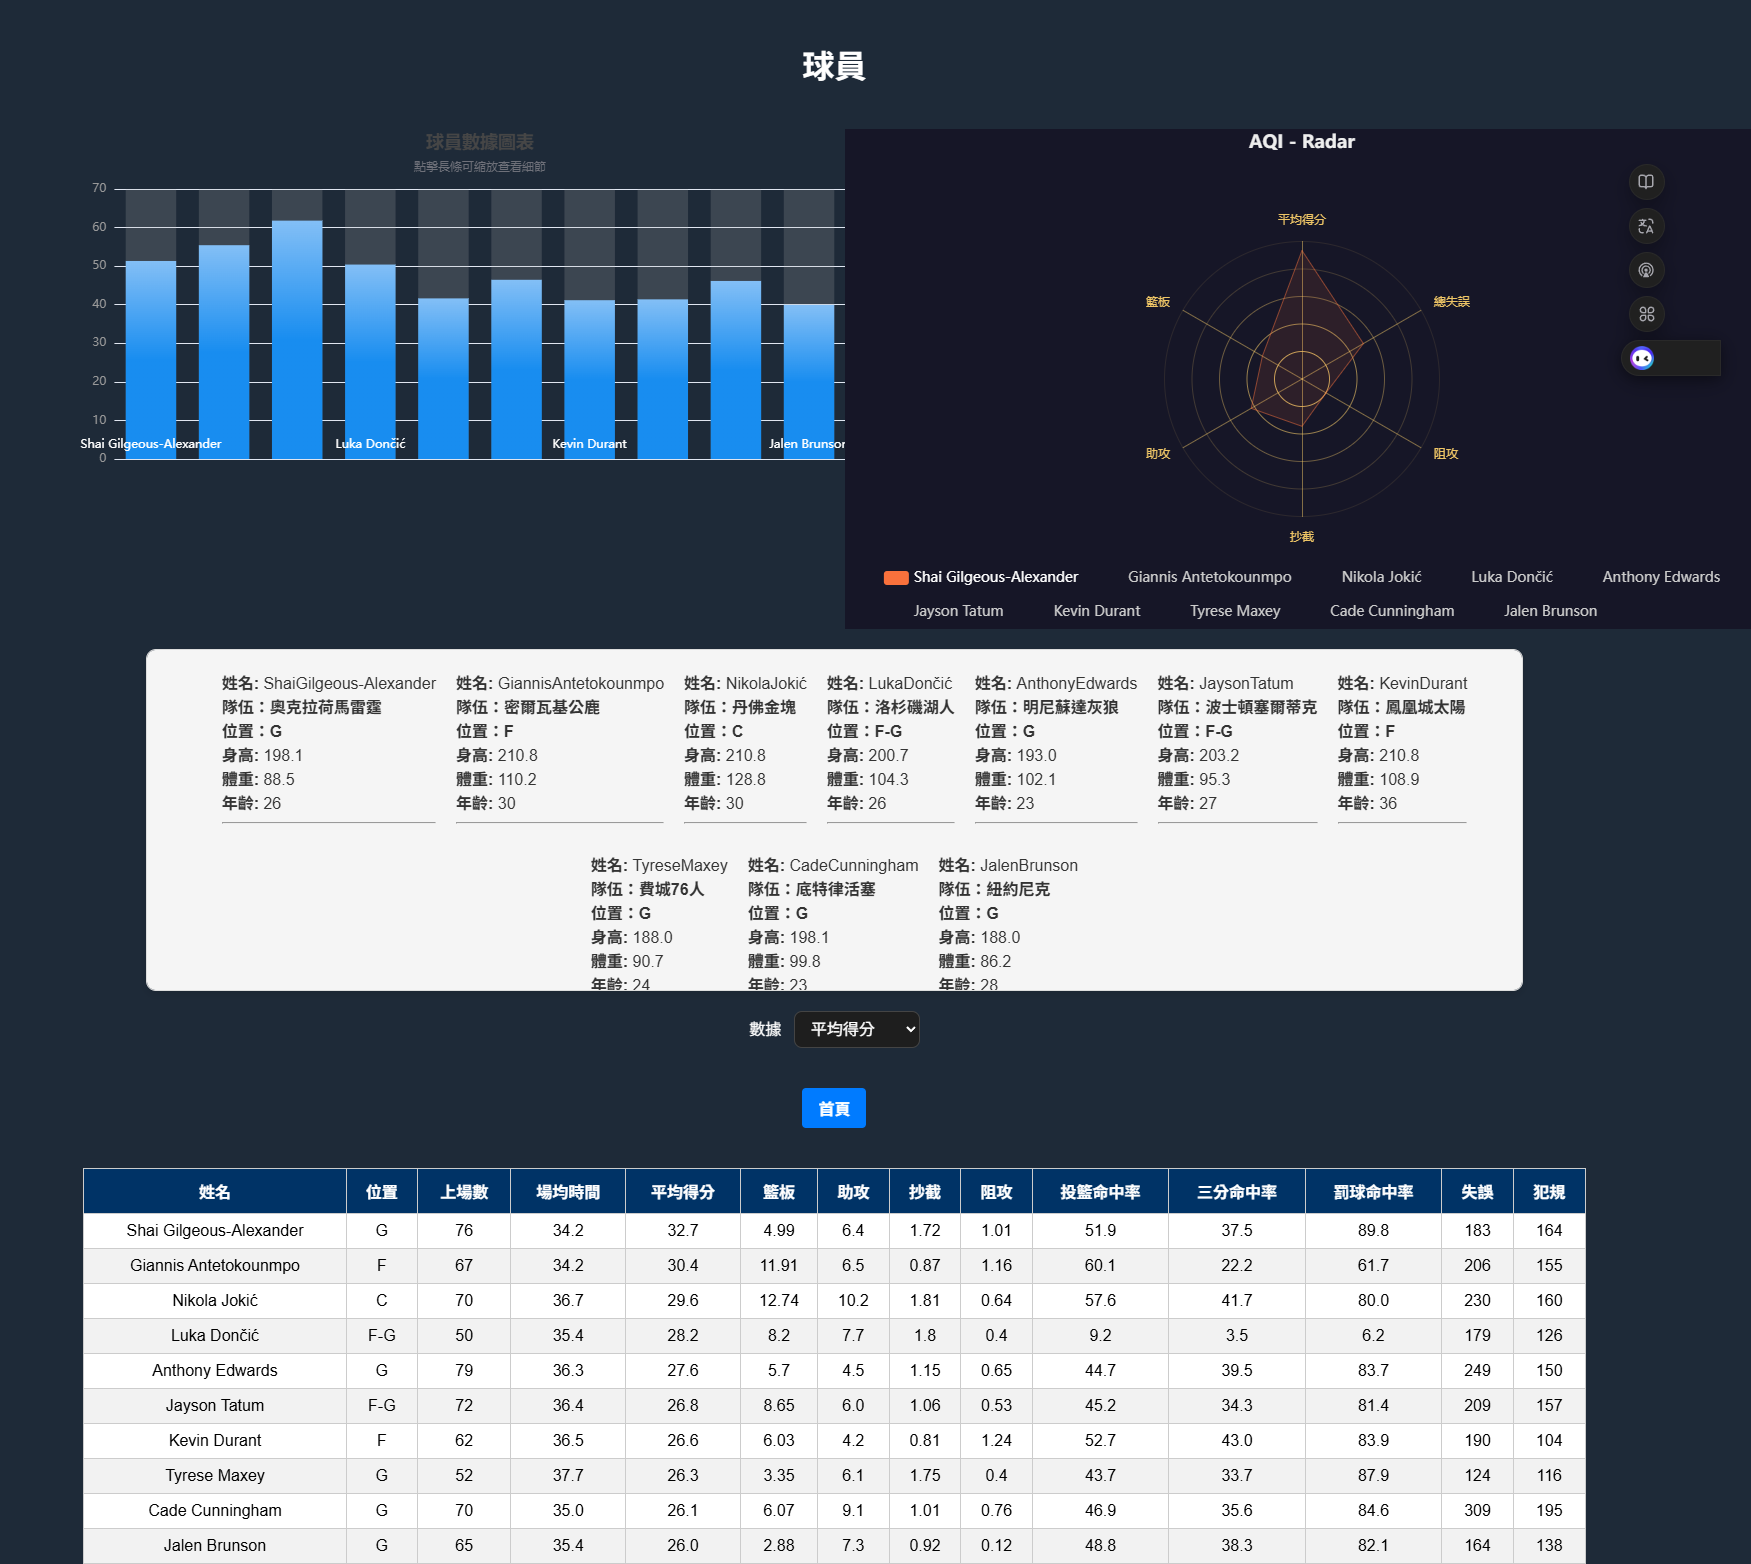 球員
球員數據圖表
點擊長條可縮放查看細節
70
60
50
40
30
20
10
0
Shai Gilgeous-Alexander
Luka Dončić
Kevin Durant
Jalen Brunson
AQI - Radar
平均得分
總失誤
阻攻
抄截
助攻
籃板
Shai Gilgeous-Alexander Giannis Antetokounmpo Nikola Jokić Luka Dončić Anthony Edwards
Jayson Tatum Kevin Durant Tyrese Maxey Cade Cunningham Jalen Brunson
姓名: ShaiGilgeous-Alexander 姓名: GiannisAntetokounmpo 姓名: NikolaJokić 姓名: LukaDončić 姓名: AnthonyEdwards 姓名: JaysonTatum 姓名: KevinDurant
隊伍：奧克拉荷馬雷霆 隊伍：密爾瓦基公鹿 隊伍：丹佛金塊 隊伍：洛杉磯湖人 隊伍：明尼蘇達灰狼 隊伍：波士頓塞爾蒂克 隊伍：鳳凰城太陽
位置：G 位置：F 位置：C 位置：F-G 位置：G 位置：F-G 位置：F
身高: 198.1 身高: 210.8 身高: 210.8 身高: 200.7 身高: 193.0 身高: 203.2 身高: 210.8
體重: 88.5 體重: 110.2 體重: 128.8 體重: 104.3 體重: 102.1 體重: 95.3 體重: 108.9
年齡: 26 年齡: 30 年齡: 30 年齡: 26 年齡: 23 年齡: 27 年齡: 36
姓名: TyreseMaxey 姓名: CadeCunningham 姓名: JalenBrunson
隊伍：費城76人 隊伍：底特律活塞 隊伍：紐約尼克
位置：G 位置：G 位置：G
身高: 188.0 身高: 198.1 身高: 188.0
體重: 90.7 體重: 99.8 體重: 86.2
年齡: 24 年齡: 23 年齡: 28
數據 平均得分
首頁
姓名 位置 上場數 場均時間 平均得分 籃板 助攻 抄截 阻攻 投籃命中率 三分命中率 罰球命中率 失誤 犯規
Shai Gilgeous-Alexander G 76 34.2 32.7 4.99 6.4 1.72 1.01 51.9 37.5 89.8 183 164
Giannis Antetokounmpo F 67 34.2 30.4 11.91 6.5 0.87 1.16 60.1 22.2 61.7 206 155
Nikola Jokić C 70 36.7 29.6 12.74 10.2 1.81 0.64 57.6 41.7 80.0 230 160
Luka Dončić F-G 50 35.4 28.2 8.2 7.7 1.8 0.4 9.2 3.5 6.2 179 126
Anthony Edwards G 79 36.3 27.6 5.7 4.5 1.15 0.65 44.7 39.5 83.7 249 150
Jayson Tatum F-G 72 36.4 26.8 8.65 6.0 1.06 0.53 45.2 34.3 81.4 209 157
Kevin Durant F 62 36.5 26.6 6.03 4.2 0.81 1.24 52.7 43.0 83.9 190 104
Tyrese Maxey G 52 37.7 26.3 3.35 6.1 1.75 0.4 43.7 33.7 87.9 124 116
Cade Cunningham G 70 35.0 26.1 6.07 9.1 1.01 0.76 46.9 35.6 84.6 309 195
Jalen Brunson G 65 35.4 26.0 2.88 7.3 0.92 0.12 48.8 38.3 82.1 164 138